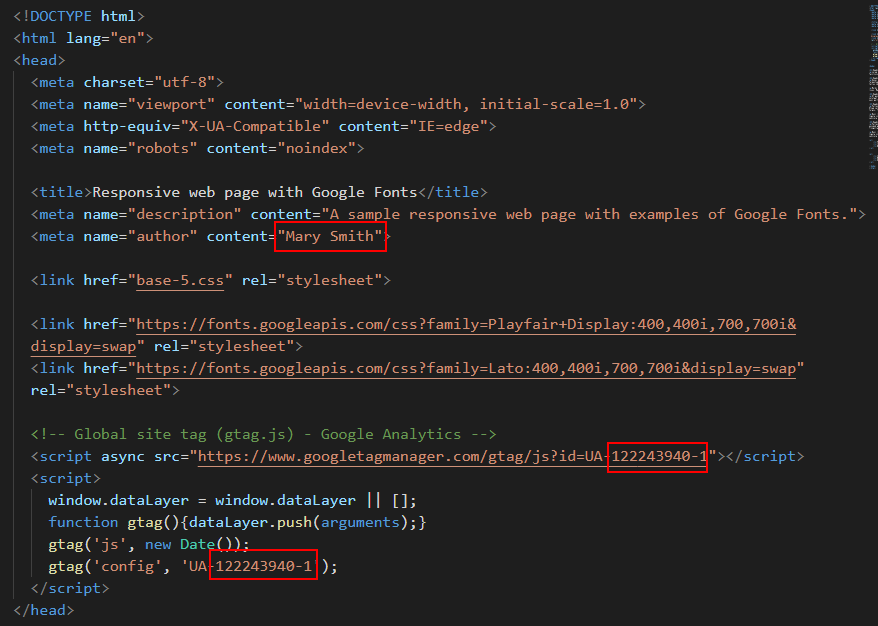 <!DOCTYPE html>
<html lang="en">
<head>
<meta charset="utf-8">
<meta name="viewport" content="width=device-width, initial-scale=1.0">
<meta http-equiv="X-UA-Compatible" content="IE=edge">
<meta name="robots" content="noindex">
<title>Responsive web page with Google Fonts</title>
<meta name="description" content="A sample responsive web page with examples of Google Fonts.">
<meta name="author" content="Mary Smith">
<link href="base-5.css" rel="stylesheet">
<link href="https://fonts.googleapis.com/css?family=Playfair+Display:400,400i,700,700i&
display=swap" rel="stylesheet">
<link href="https://fonts.googleapis.com/css?family=Lato:400,400i,700,700i&display=swap"
rel="stylesheet">
<!-- Global site tag (gtag.js) - Google Analytics -->
<script async src="https://www.googletagmanager.com/gtag/js?id=UA-122243940-1"></script>
<script>
window.dataLayer = window.dataLayer || [];
function gtag(){dataLayer.push(arguments);}
gtag('js', new Date());
gtag('config', 'UA-122243940-1');
</script>
</head>